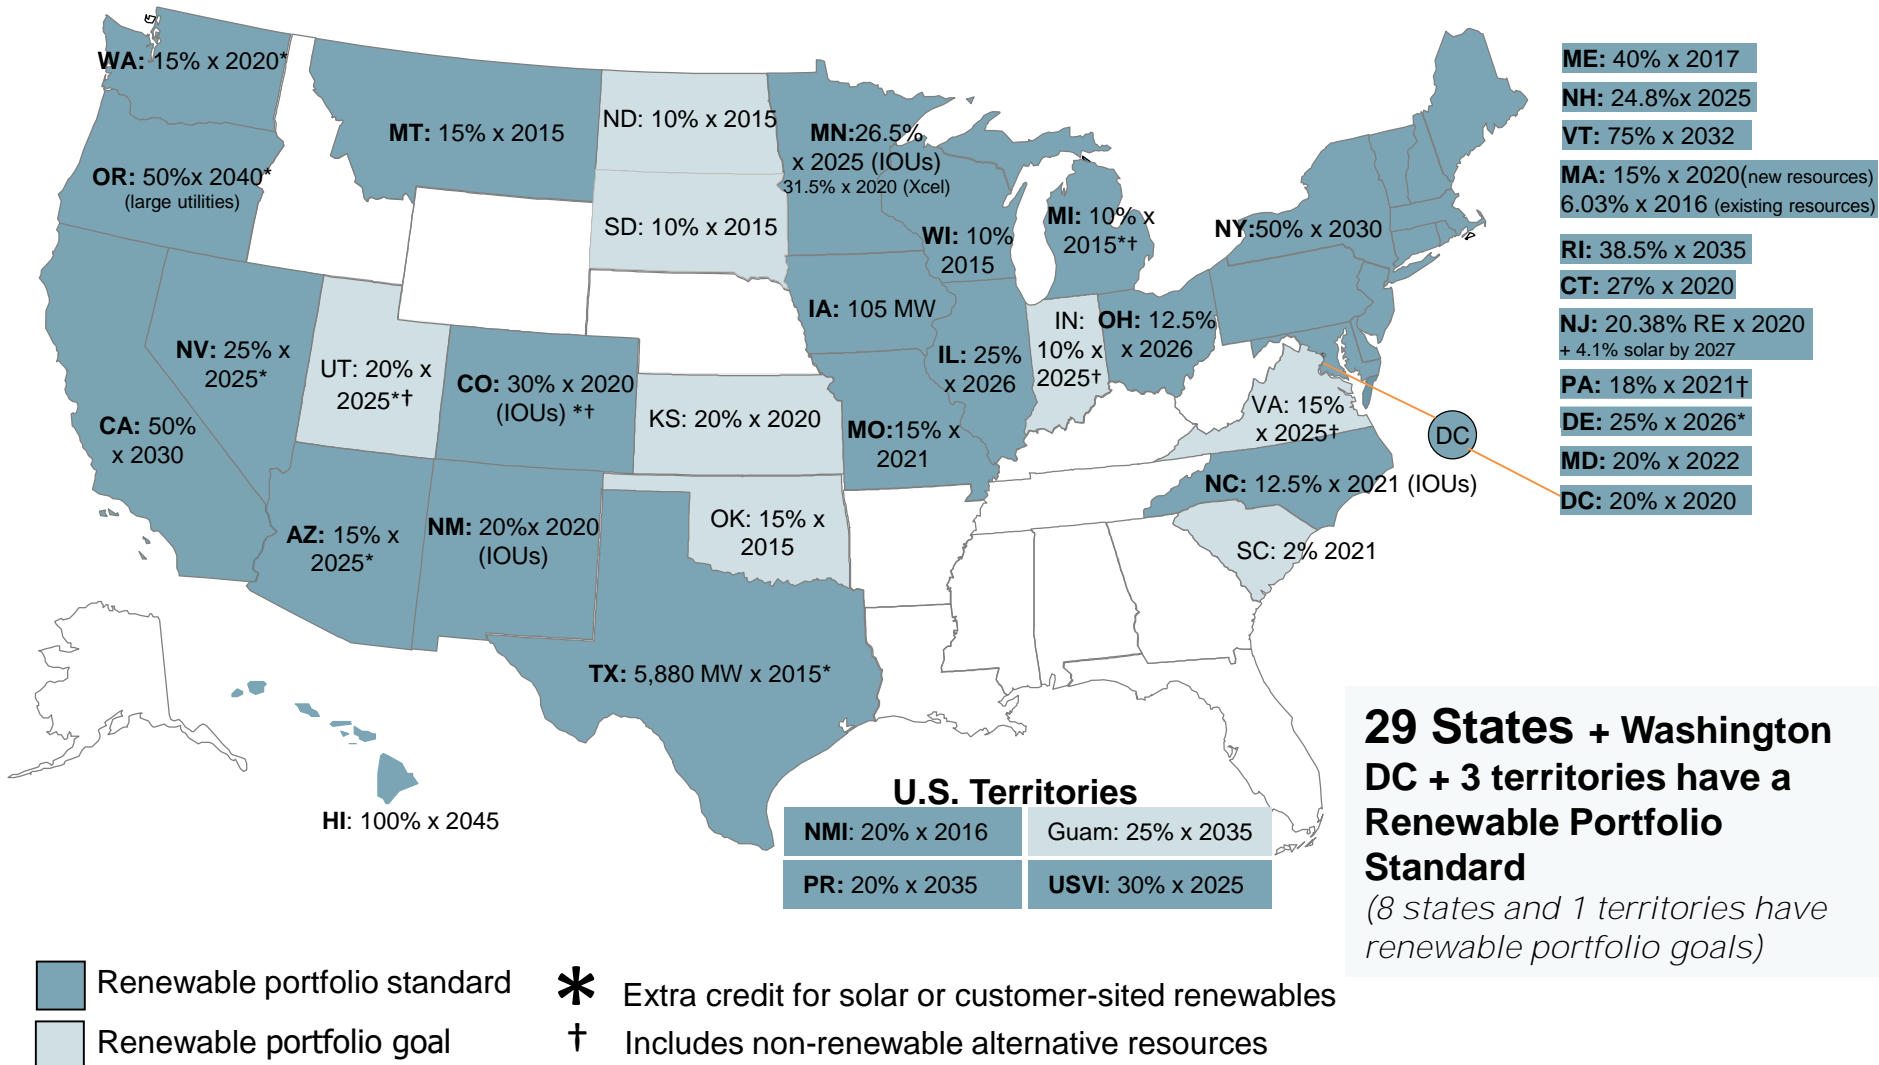 WA: 15% x 2020*
MT: 15% x 2015
ND: 10% x 2015
MN:26.5%
x 2025 (IOUs)
31.5% x 2020 (Xcel)
OR: 50%x 2040*
(large utilities)
SD: 10% x 2015
WI: 10%
2015
MI: 10% x
2015*†
NY:50% x 2030
IA: 105 MW
NV: 25% x
2025*
UT: 20% x
2025*†
CO: 30% x 2020
(IOUs) *†
IL: 25%
x 2026
IN:
10% x
2025†
OH: 12.5%
x 2026
CA: 50%
x 2030
KS: 20% x 2020
MO:15% x
2021
VA: 15%
x 2025†
DC
NC: 12.5% x 2021 (IOUs)
AZ: 15% x
2025*
NM: 20%x 2020
(IOUs)
OK: 15% x
2015
SC: 2% 2021
TX: 5,880 MW x 2015*
HI: 100% x 2045
ME: 40% x 2017
NH: 24.8%x 2025
VT: 75% x 2032
MA: 15% x 2020(new resources)
6.03% x 2016 (existing resources)
RI: 38.5% x 2035
CT: 27% x 2020
NJ: 20.38% RE x 2020
+ 4.1% solar by 2027
PA: 18% x 2021†
DE: 25% x 2026*
MD: 20% x 2022
DC: 20% x 2020
U.S. Territories
NMI: 20% x 2016
Guam: 25% x 2035
PR: 20% x 2035
USVI: 30% x 2025
29 States + Washington
DC + 3 territories have a
Renewable Portfolio
Standard
(8 states and 1 territories have
renewable portfolio goals)
Renewable portfolio standard
* Extra credit for solar or customer-sited renewables
Renewable portfolio goal
† Includes non-renewable alternative resources